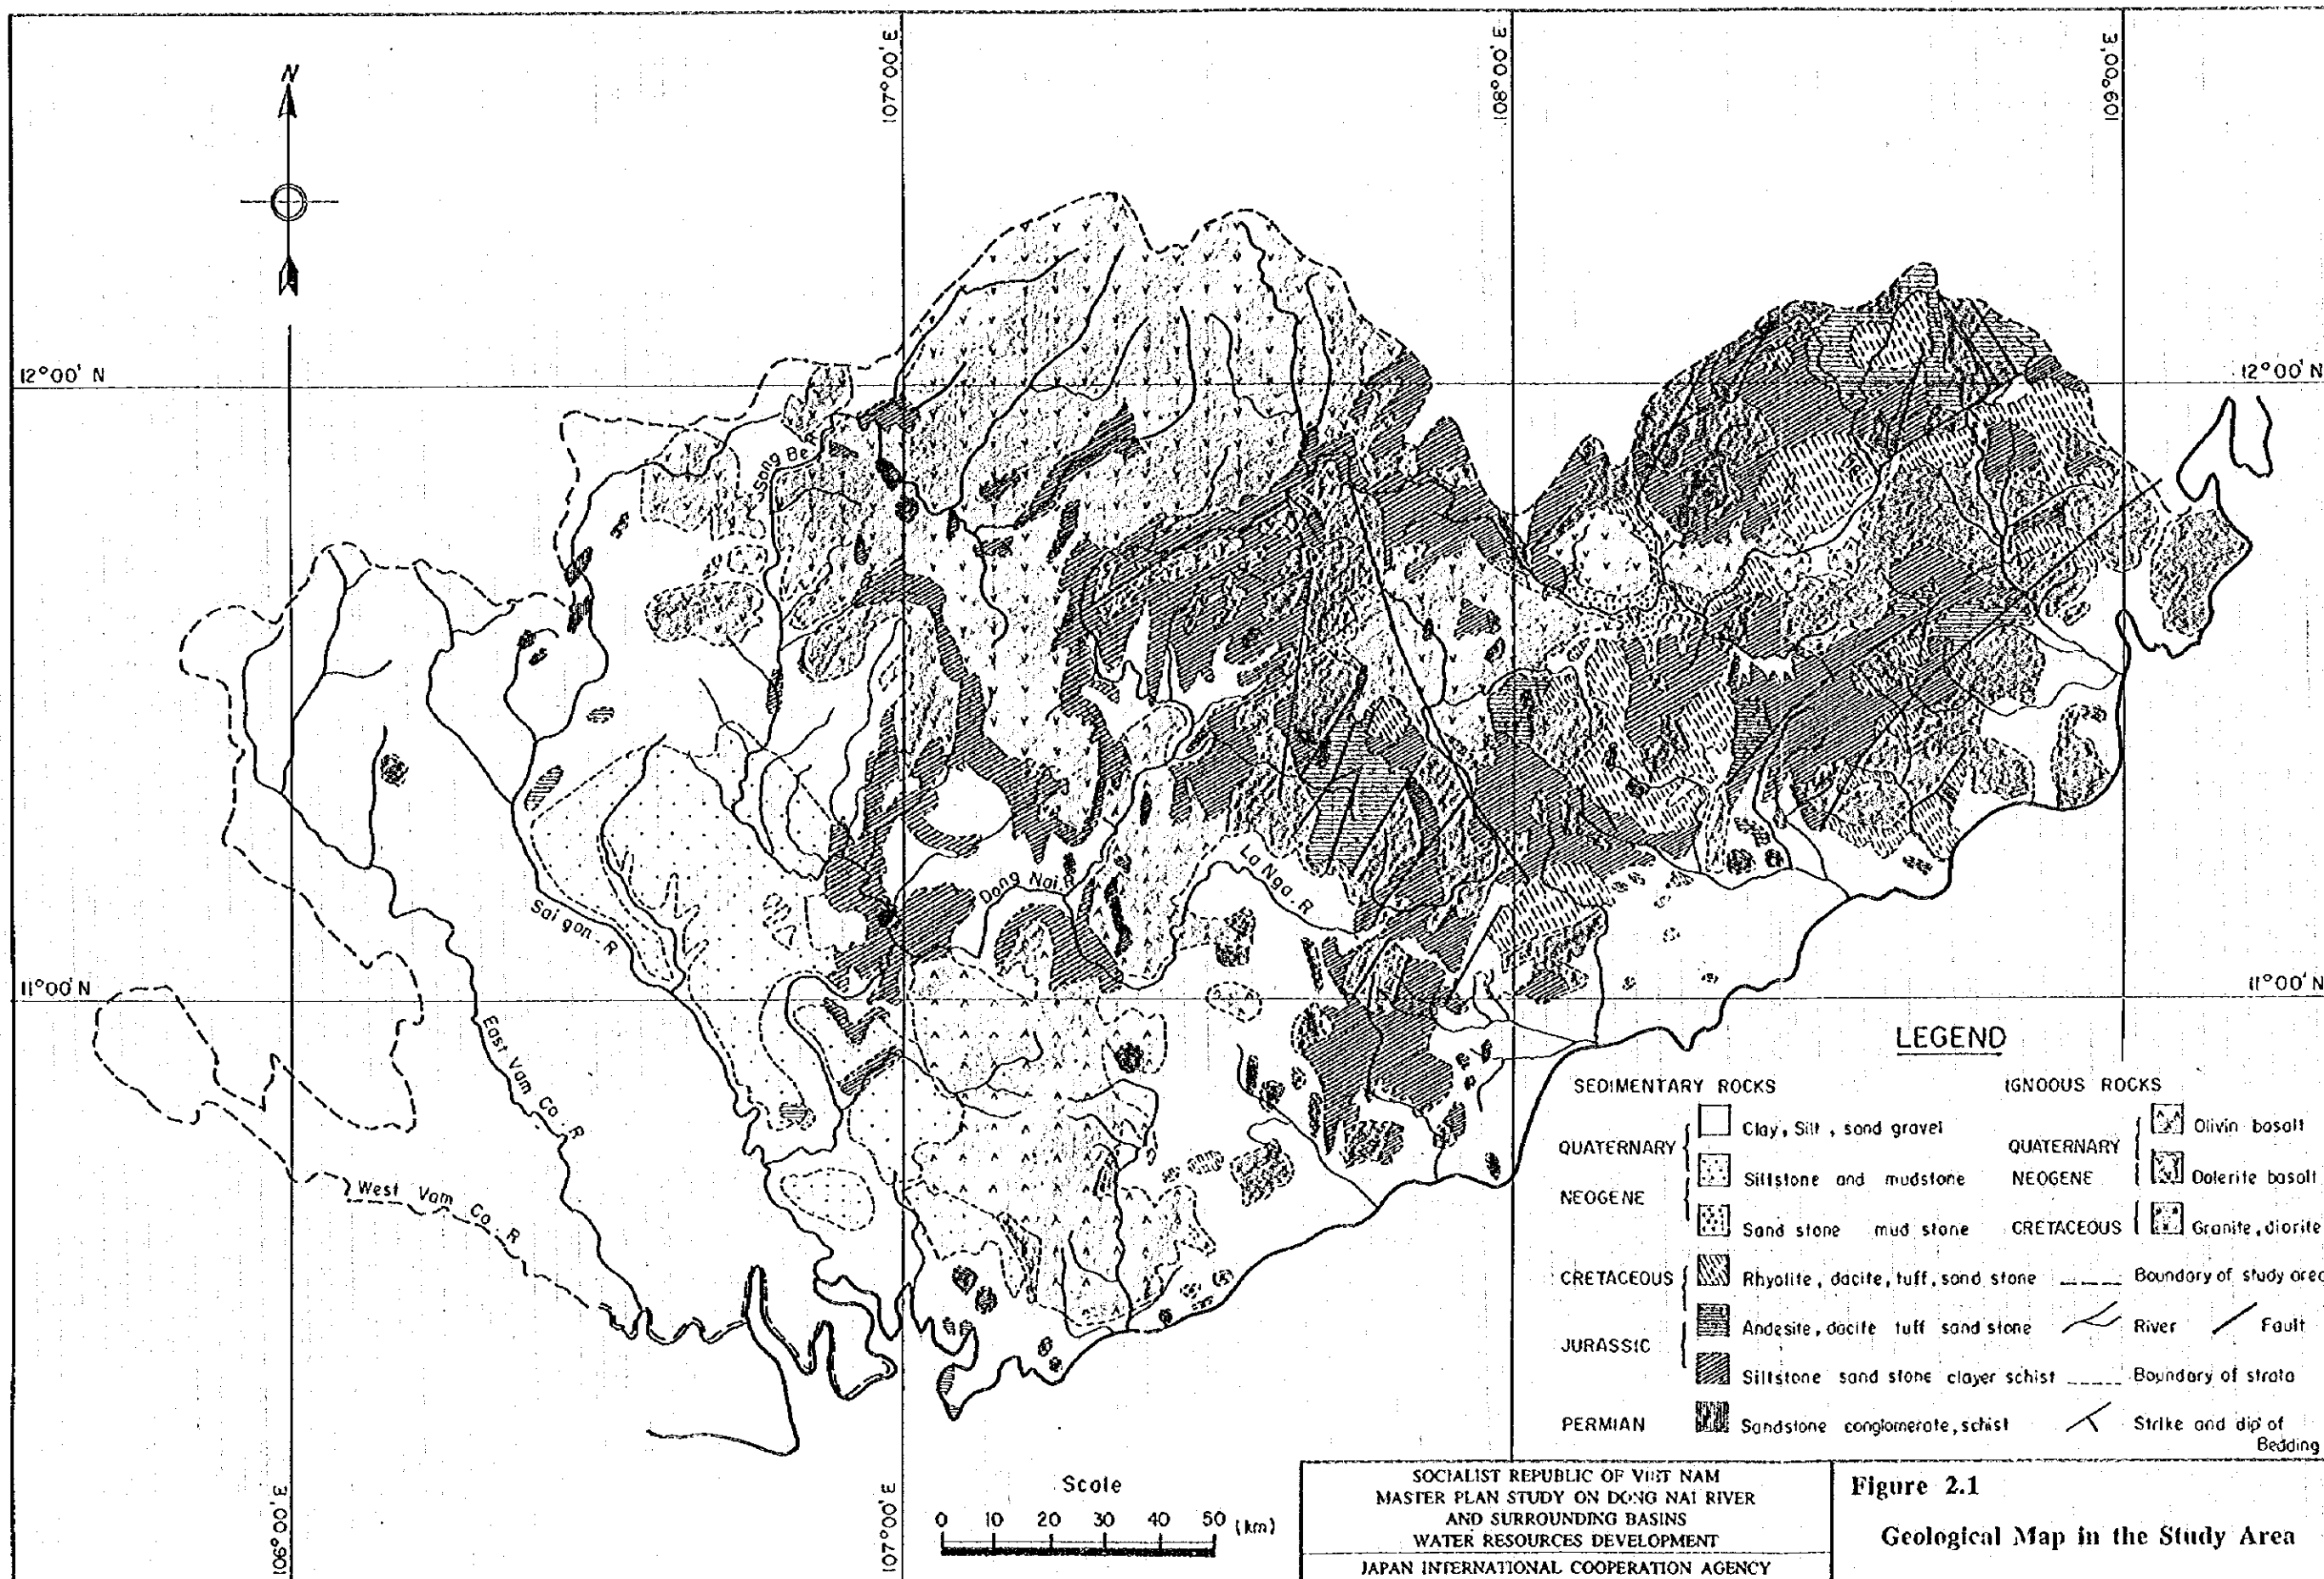 N
107°00' E
108°00' E
109°00' E
12°00' N
12°00' N
Song Be
Dong Nai R
La Nga . R
Sai gon . R
11°00' N
11°00' N
East Vam Co. R
West Vam Co. R
106°00' E
107°00' E
LEGEND
SEDIMENTARY ROCKS
IGNOOUS ROCKS
QUATERNARY
Clay, Silt , sand gravel
Siltstone and mudstone
NEOGENE
Sand stone mud stone
CRETACEOUS
Rhyolite, dacite, tuff, sand stone
JURASSIC
Andesite, dacite tuff sand stone
Siltstone sand stone clayer schist
PERMIAN
Sandstone conglomerate, schist
QUATERNARY
Olivin basalt
NEOGENE
Dolerite basalt
CRETACEOUS
Granite, diorite
Boundary of study area
River
Fault
Boundary of strata
Strike and dip of
Bedding
Scale
0 10 20 30 40 50 (km)
SOCIALIST REPUBLIC OF VIET NAM
MASTER PLAN STUDY ON DONG NAI RIVER
AND SURROUNDING BASINS
WATER RESOURCES DEVELOPMENT
JAPAN INTERNATIONAL COOPERATION AGENCY
Figure 2.1
Geological Map in the Study Area